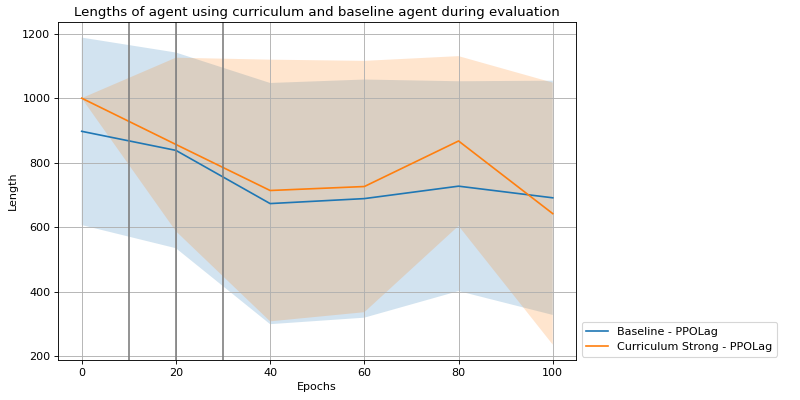 Lengths of agent using curriculum and baseline agent during evaluation
1200
1000
800
600
400
200
Length
0 20 40 60 80 100
Epochs
Baseline - PPOLag
Curriculum Strong - PPOLag